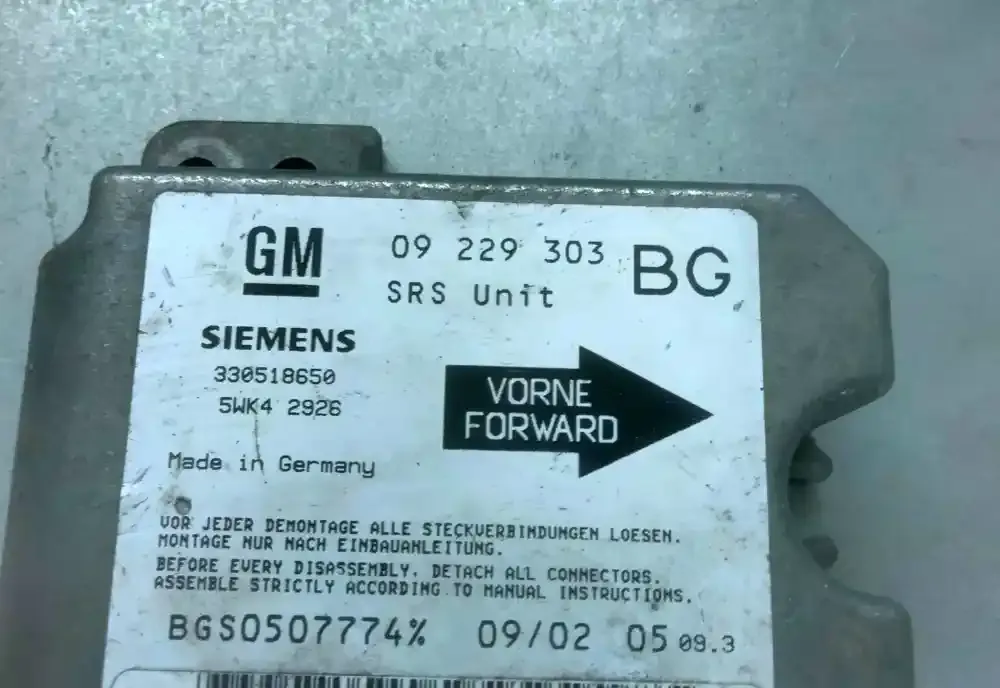 GM
09 229 303
BG
SRS Unit
SIEMENS
330518650
5WK4 2926
VORNE
FORWARD
Made in Germany
VOR JEDER DEMONTAGE ALLE STECKVERBINDUNGEN LOESEN.
MONTAGE NUR NACH EINBAUANLEITUNG.
BEFORE EVERY DISASSEMBLY, DETACH ALL CONNECTORS.
ASSEMBLE STRICTLY ACCORDING TO MANUAL INSTRUCTIONS.
BGS0507774% 09/02 05 09.3